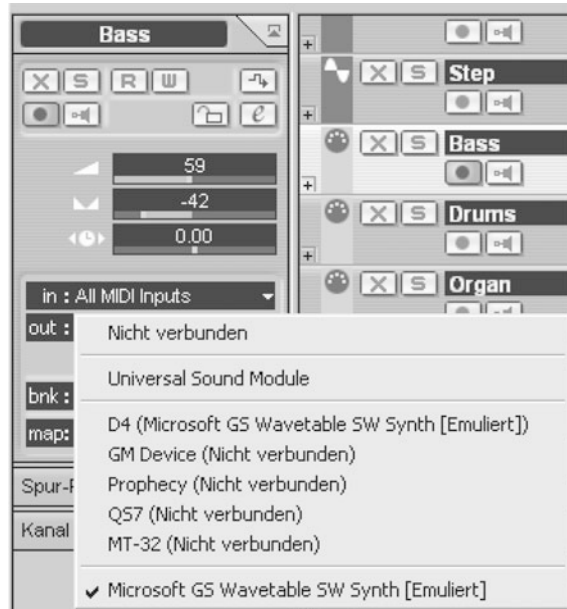 Bass
X S R W
e
59
-42
0.00
in : All MIDI Inputs
out :
bnk :
map:
Spur-
Kanal
X S Step
X S Bass
X S Drums
X S Organ
Nicht verbunden
Universal Sound Module
D4 (Microsoft GS Wavetable SW Synth [Emuliert])
GM Device (Nicht verbunden)
Prophecy (Nicht verbunden)
QS7 (Nicht verbunden)
MT-32 (Nicht verbunden)
✓ Microsoft GS Wavetable SW Synth [Emuliert]